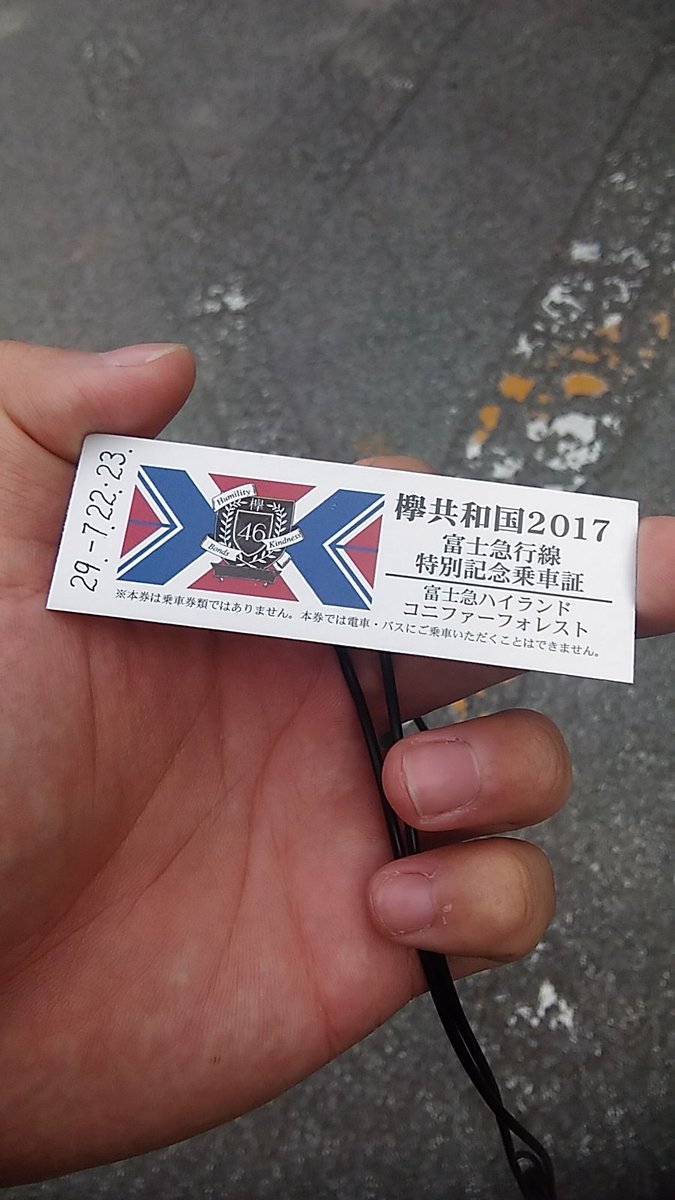 29.-7.22.23.
Humility
欅
46
Bonds
Kindness
欅共和国2017
富士急行線
特別記念乗車証
富士急ハイランド
コニファーフォレスト
※本券は乗車券類ではありません。本券では電車・バスにご乗車いただくことはできません。